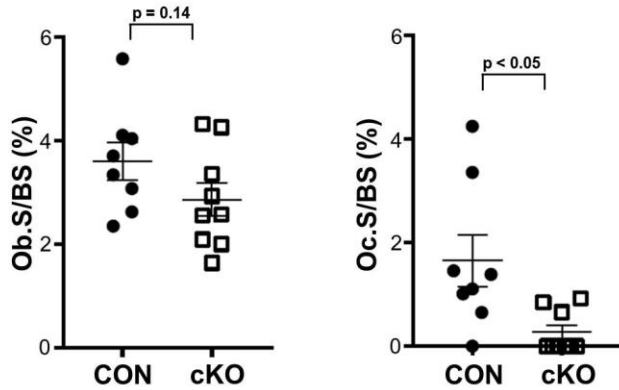 p = 0.14
6
4
2
0
Ob.S/BS (%)
CON
cKO
p < 0.05
6
4
2
0
Oc.S/BS (%)
CON
cKO